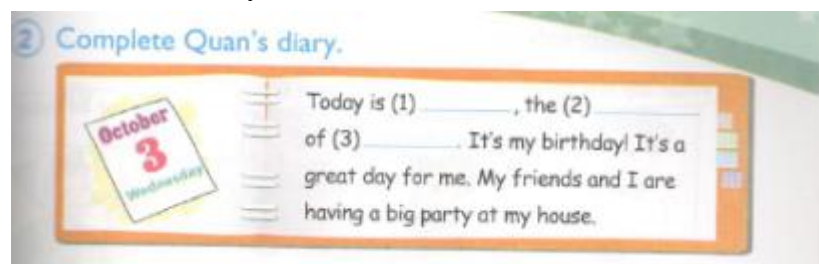 2 Complete Quan's diary.
October
3
Wednesday
Today is (1) ________, the (2) ________
of (3) ________. It's my birthday! It's a
great day for me. My friends and I are
having a big party at my house.